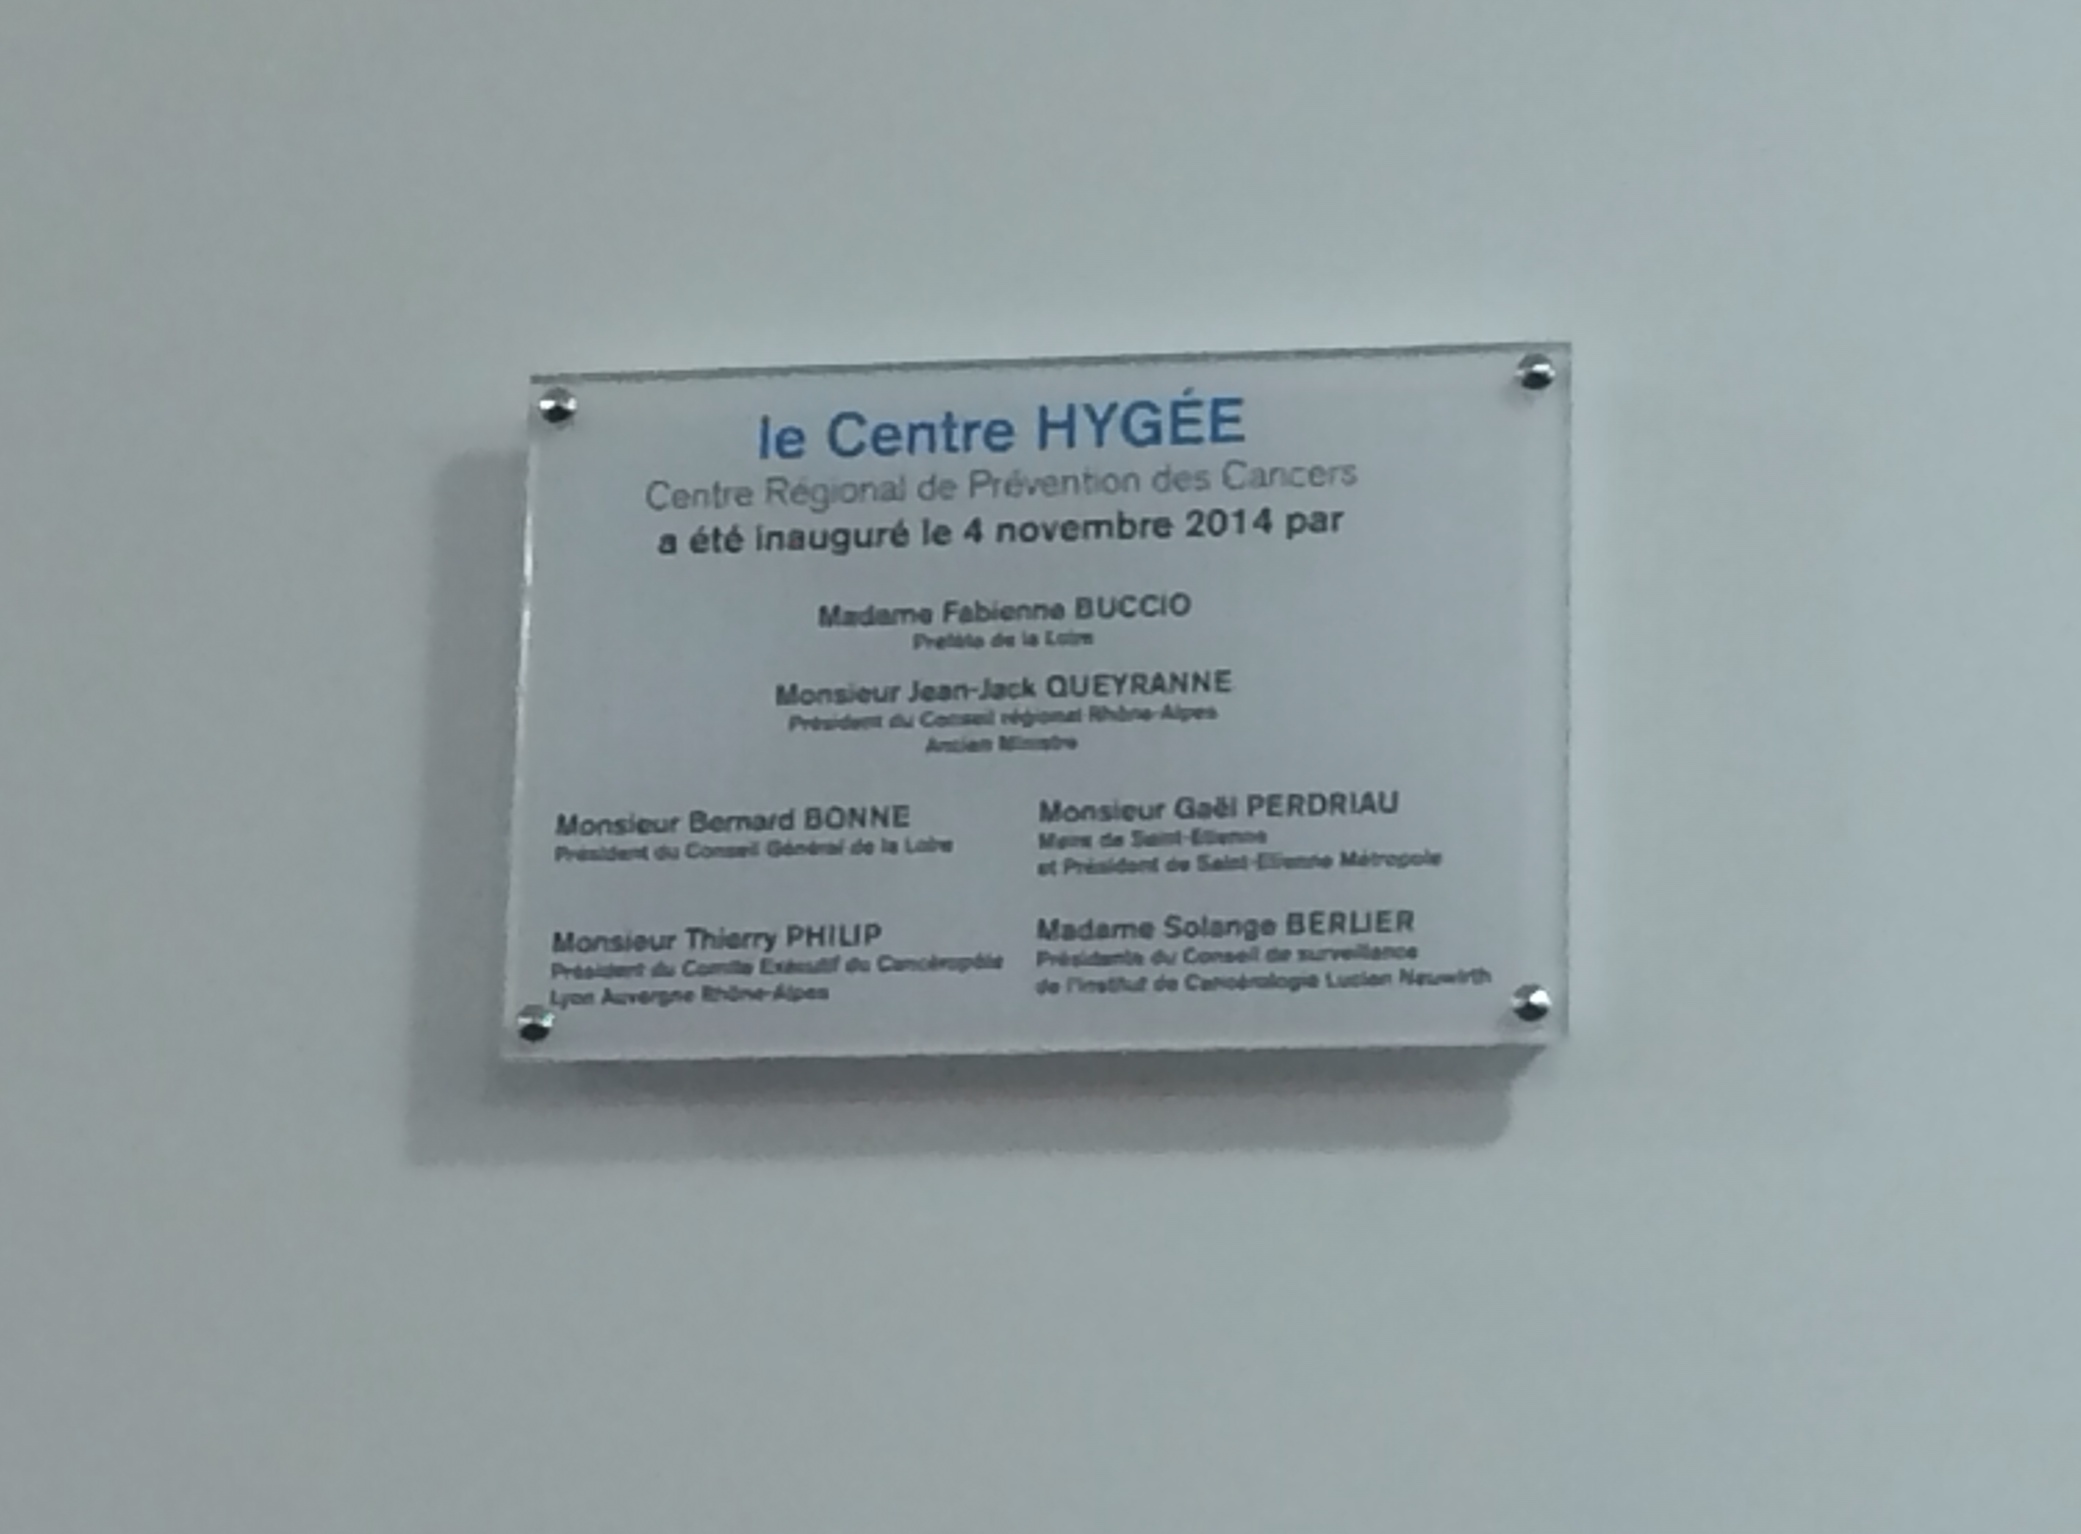 le Centre HYGÉE
Centre Régional de Prévention des Cancers
a été inauguré le 4 novembre 2014 par
Madame Fabienne BUCCIO
Préfète de la Loire
Monsieur Jean-Jack QUEYRANNE
Président du Conseil régional Rhône-Alpes
Ancien Ministre
Monsieur Bernard BONNE
Président du Conseil Général de la Loire
Monsieur Gaël PERDRIAU
Maire de Saint-Etienne
et Président de Saint-Etienne Métropole
Monsieur Thierry PHILIP
Président du Comité Exécutif du Cancéropôle
Lyon Auvergne Rhône-Alpes
Madame Solange BERLIER
Présidente du Conseil de surveillance
de l'Institut de Cancérologie Lucien Neuwirth